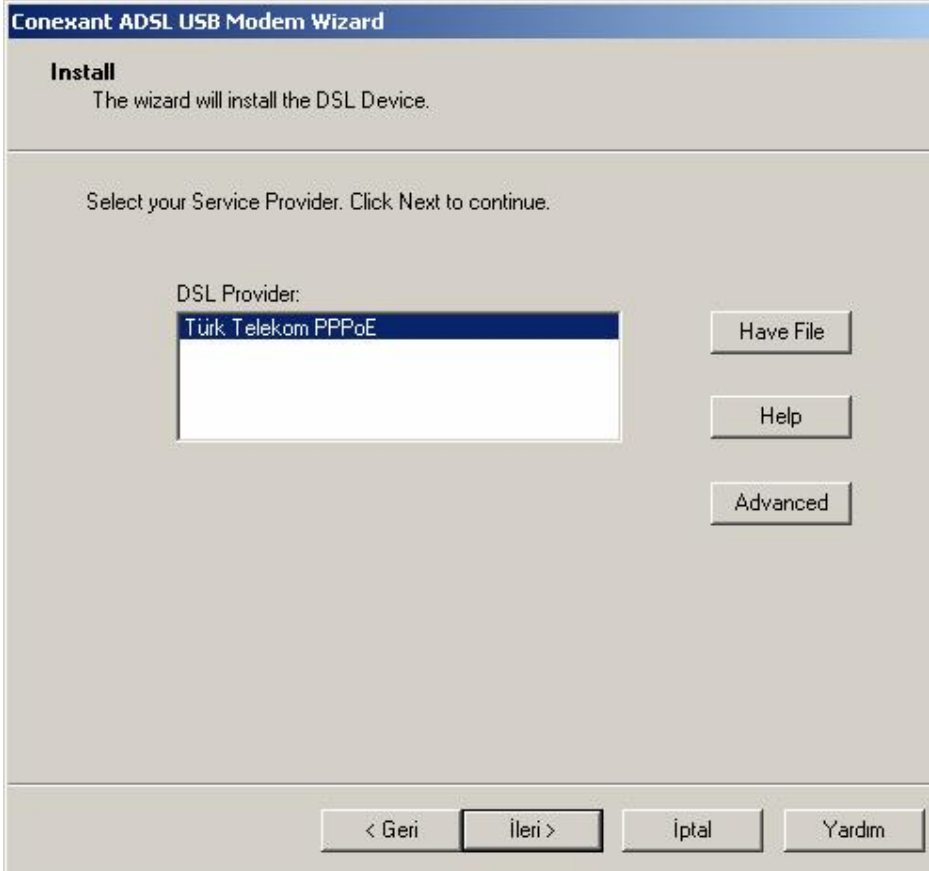 Conexant ADSL USB Modem Wizard
Install
The wizard will install the DSL Device.
Select your Service Provider. Click Next to continue.
DSL Provider:
Türk Telekom PPPoE
Have File
Help
Advanced
< Geri
İleri >
İptal
Yardım